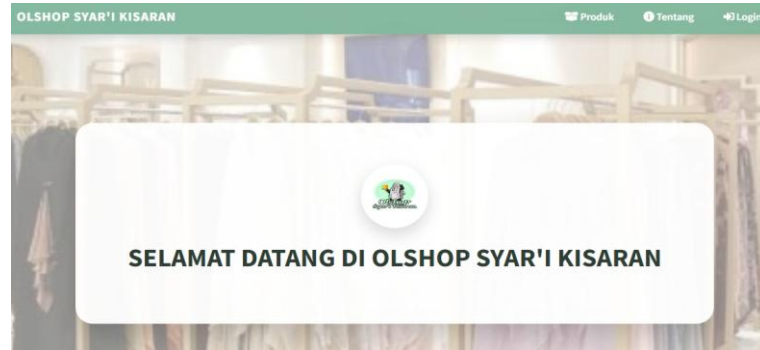 OLSHOP SYAR'I KISARAN
Produk
Tentang
Login
SELAMAT DATANG DI OLSHOP SYAR'I KISARAN